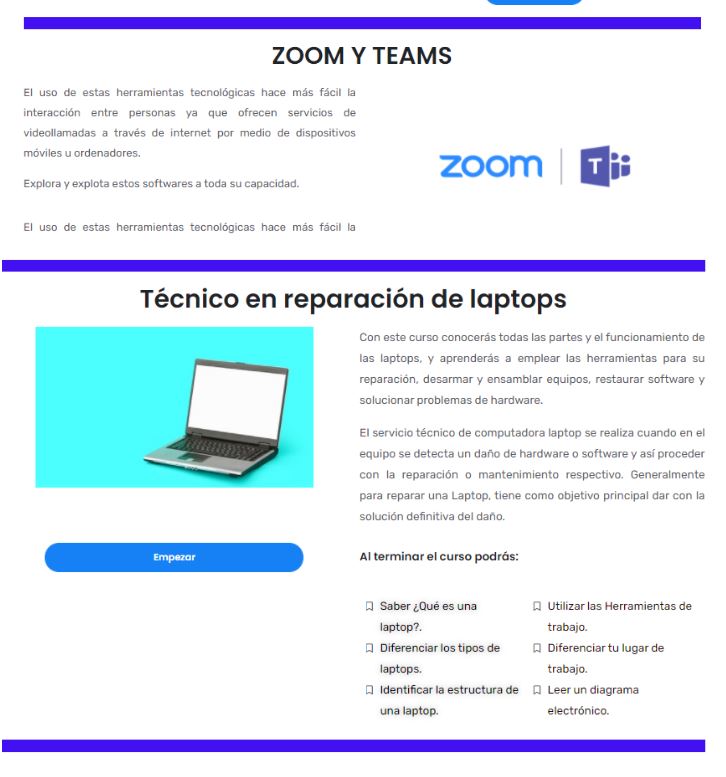 ZOOM Y TEAMS
El uso de estas herramientas tecnológicas hace más fácil la
interacción entre personas ya que ofrecen servicios de
videollamadas a través de internet por medio de dispositivos
móviles u ordenadores.
Explora y explota estos softwares a toda su capacidad.
El uso de estas herramientas tecnológicas hace más fácil la
zoom
T
Técnico en reparación de laptops
Con este curso conocerás todas las partes y el funcionamiento de
las laptops, y aprenderás a emplear las herramientas para su
reparación, desarmar y ensamblar equipos, restaurar software y
solucionar problemas de hardware.
El servicio técnico de computadora laptop se realiza cuando en el
equipo se detecta un daño de hardware o software y así proceder
con la reparación o mantenimiento respectivo. Generalmente
para reparar una Laptop, tiene como objetivo principal dar con la
solución definitiva del daño.
Empezar
Al terminar el curso podrás:
Saber ¿Qué es una
laptop?.
Diferenciar los tipos de
laptops.
Identificar la estructura de
una laptop.
Utilizar las Herramientas de
trabajo.
Diferenciar tu lugar de
trabajo.
Leer un diagrama
electrónico.